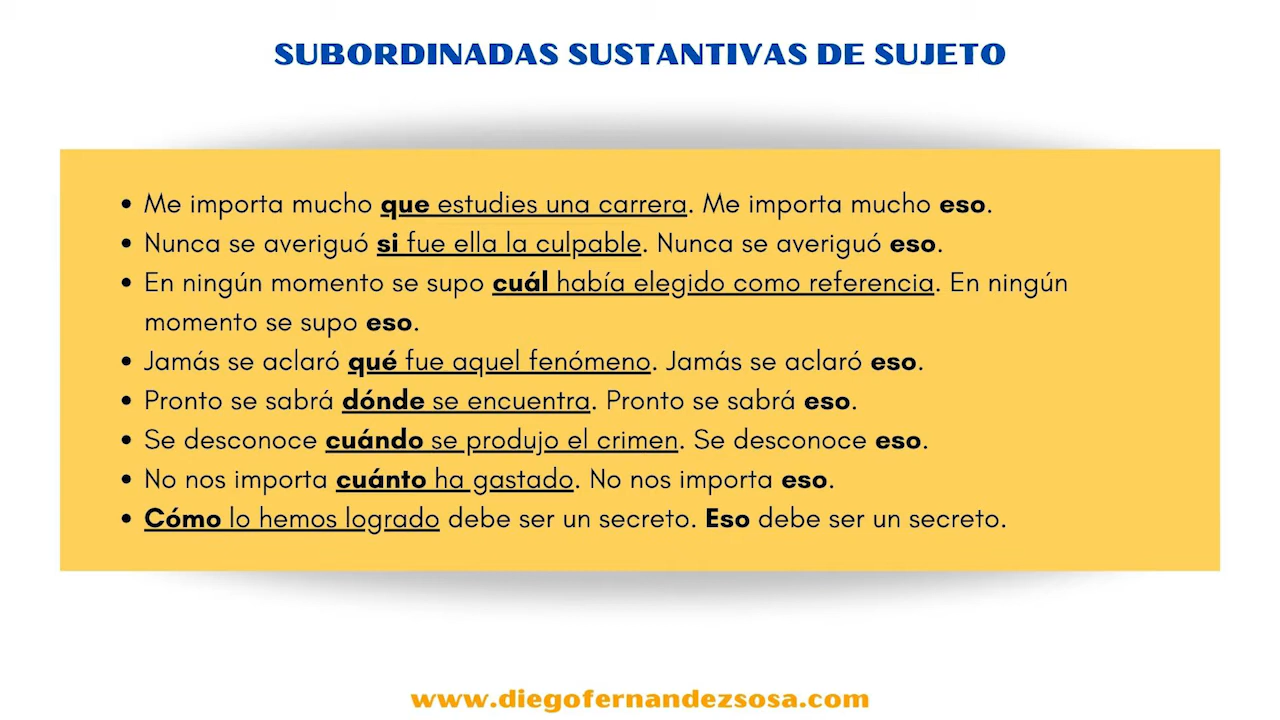 SUBORDINADAS SUSTANTIVAS DE SUJETO
• Me importa mucho que estudies una carrera. Me importa mucho eso.
• Nunca se averiguó si fue ella la culpable. Nunca se averiguó eso.
• En ningún momento se supo cuál había elegido como referencia. En ningún
momento se supo eso.
• Jamás se aclaró qué fue aquel fenómeno. Jamás se aclaró eso.
• Pronto se sabrá dónde se encuentra. Pronto se sabrá eso.
• Se desconoce cuándo se produjo el crimen. Se desconoce eso.
• No nos importa cuánto ha gastado. No nos importa eso.
• Cómo lo hemos logrado debe ser un secreto. Eso debe ser un secreto.
www.diegofernandezsosa.com